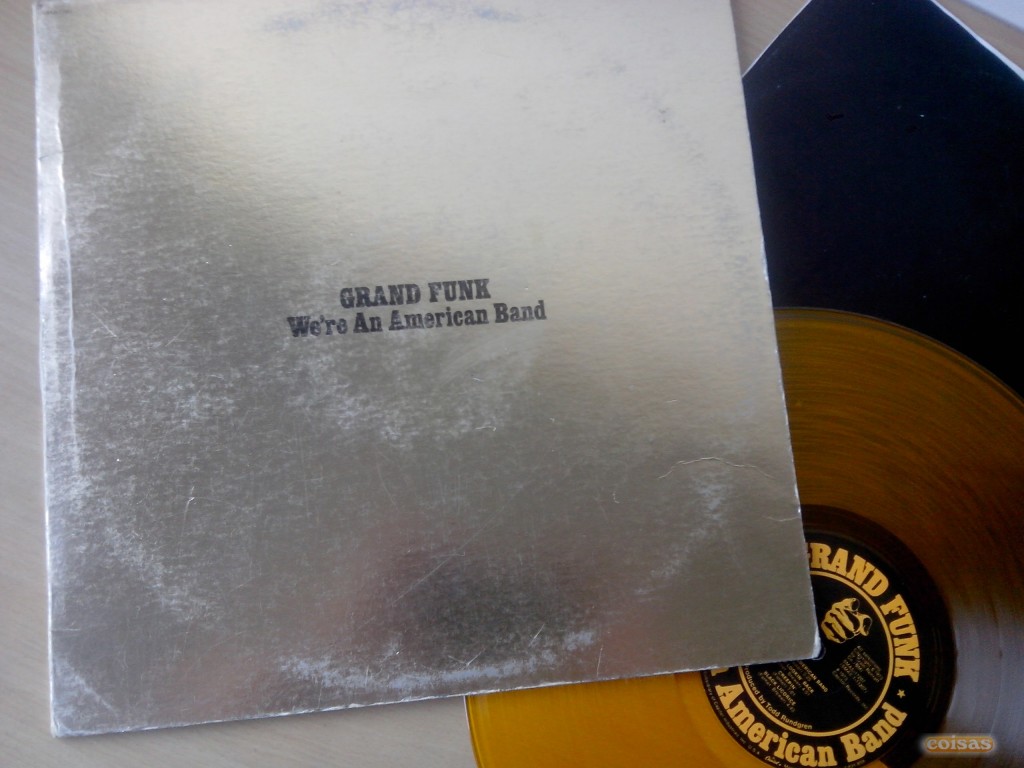 GRAND FUNK
We're An American Band
GRAND FUNK
American Band
Produced by Todd Rundgren
coisas